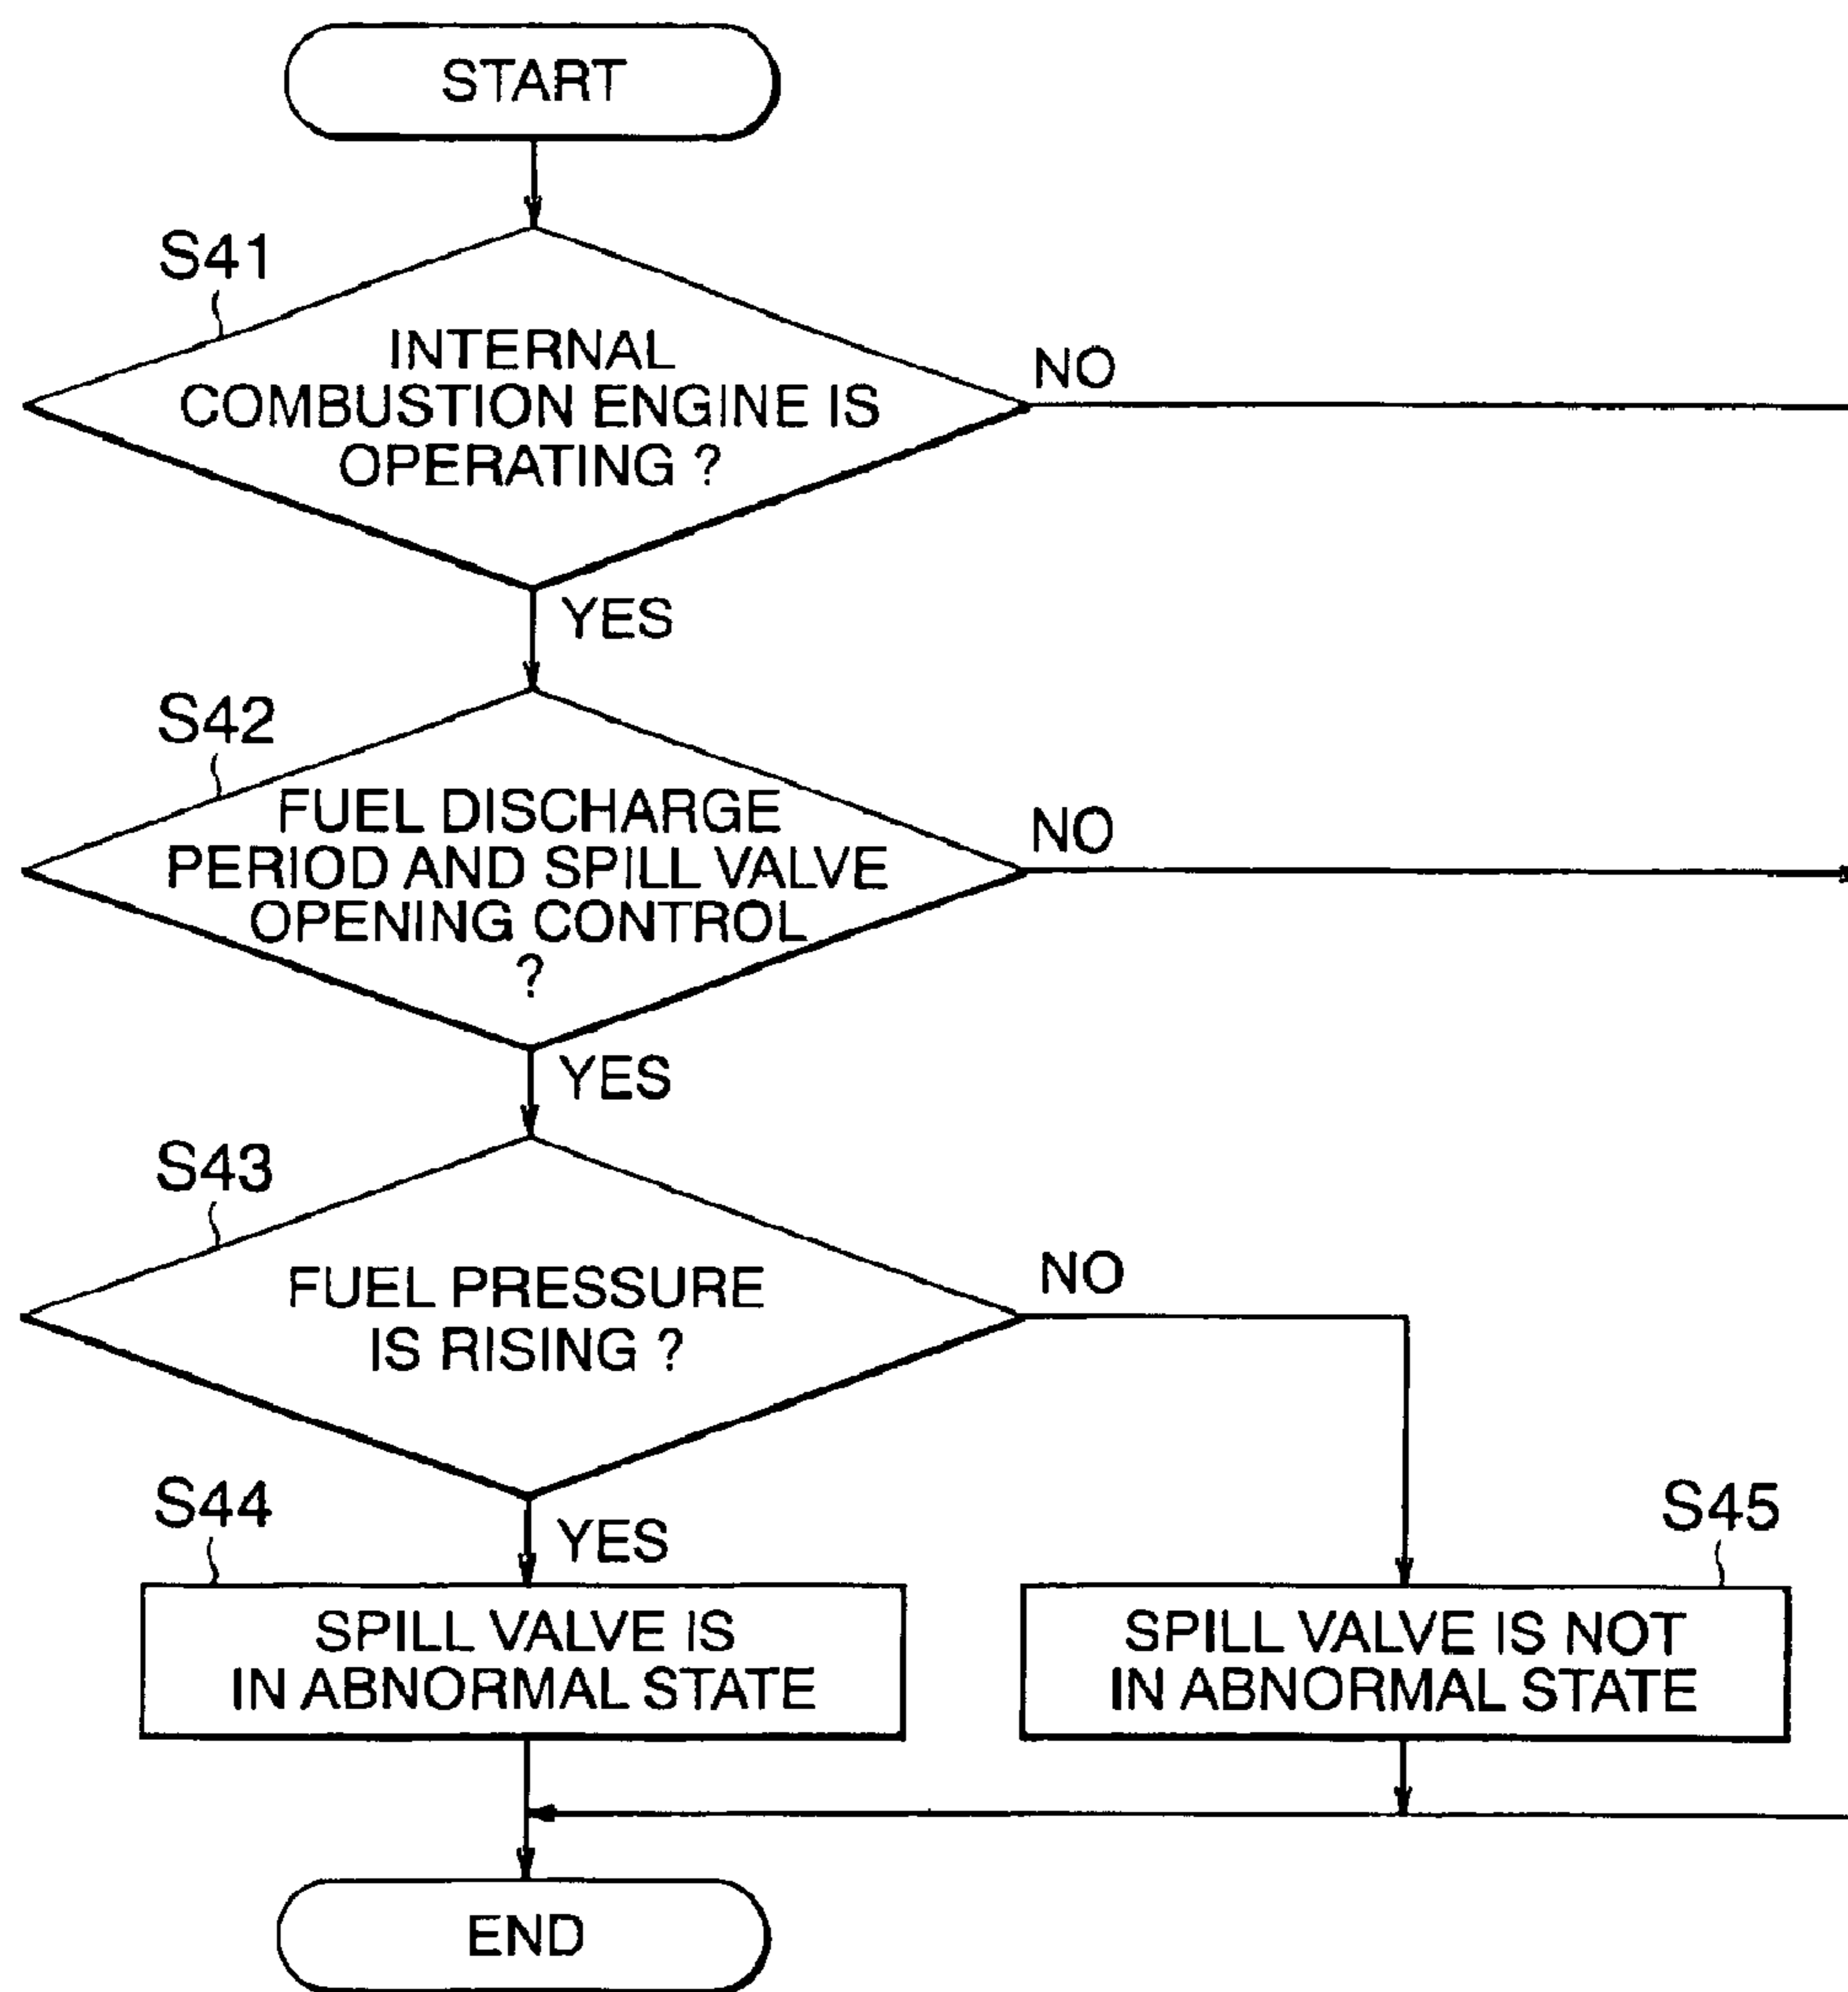 START
S41
INTERNAL
COMBUSTION ENGINE IS
OPERATING ?
NO
YES
S42
FUEL DISCHARGE
PERIOD AND SPILL VALVE
OPENING CONTROL
?
NO
YES
S43
FUEL PRESSURE
IS RISING ?
NO
YES
S44
SPILL VALVE IS
IN ABNORMAL STATE
S45
SPILL VALVE IS NOT
IN ABNORMAL STATE
END